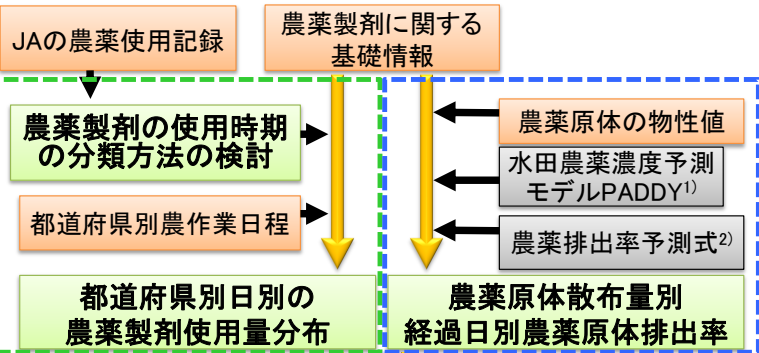 JAの農薬使用記録
農薬製剤に関する
基礎情報
農薬製剤の使用時期
の分類方法の検討
都道府県別農作業日程
農薬原体の物性値
水田農薬濃度予測
モデルPADDY1)
農薬排出率予測式2)
都道府県別日別の
農薬製剤使用量分布
農薬原体散布量別
経過日別農薬原体排出率